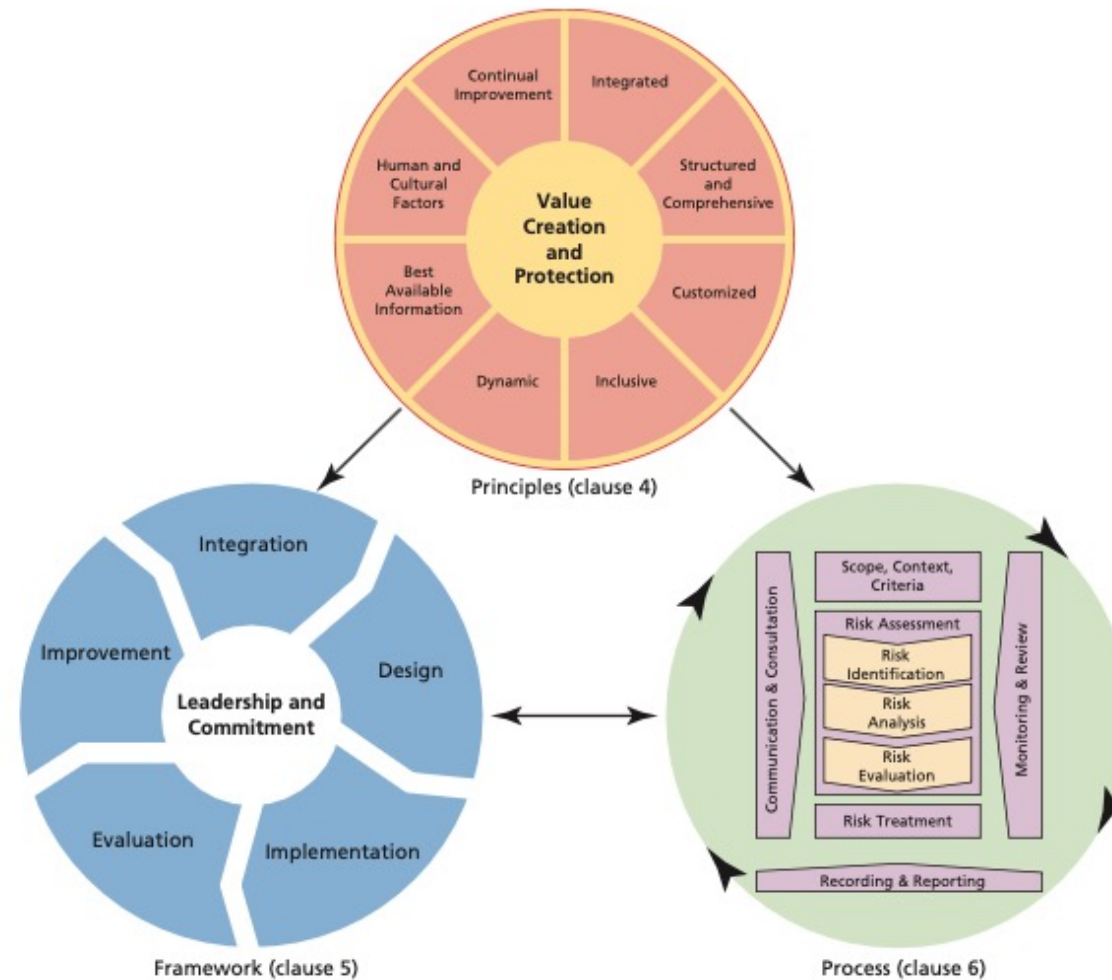 Continual
Improvement
Integrated
Human and
Cultural
Factors
Structured
and
Comprehensive
Value
Creation
and
Protection
Best
Available
Information
Customized
Dynamic
Inclusive
Principles (clause 4)
Integration
Improvement
Design
Leadership and
Commitment
Evaluation
Implementation
Framework (clause 5)
Communication & Consultation
Scope, Context,
Criteria
Risk Assessment
Risk
Identification
Risk
Analysis
Risk
Evaluation
Risk Treatment
Monitoring & Review
Recording & Reporting
Process (clause 6)